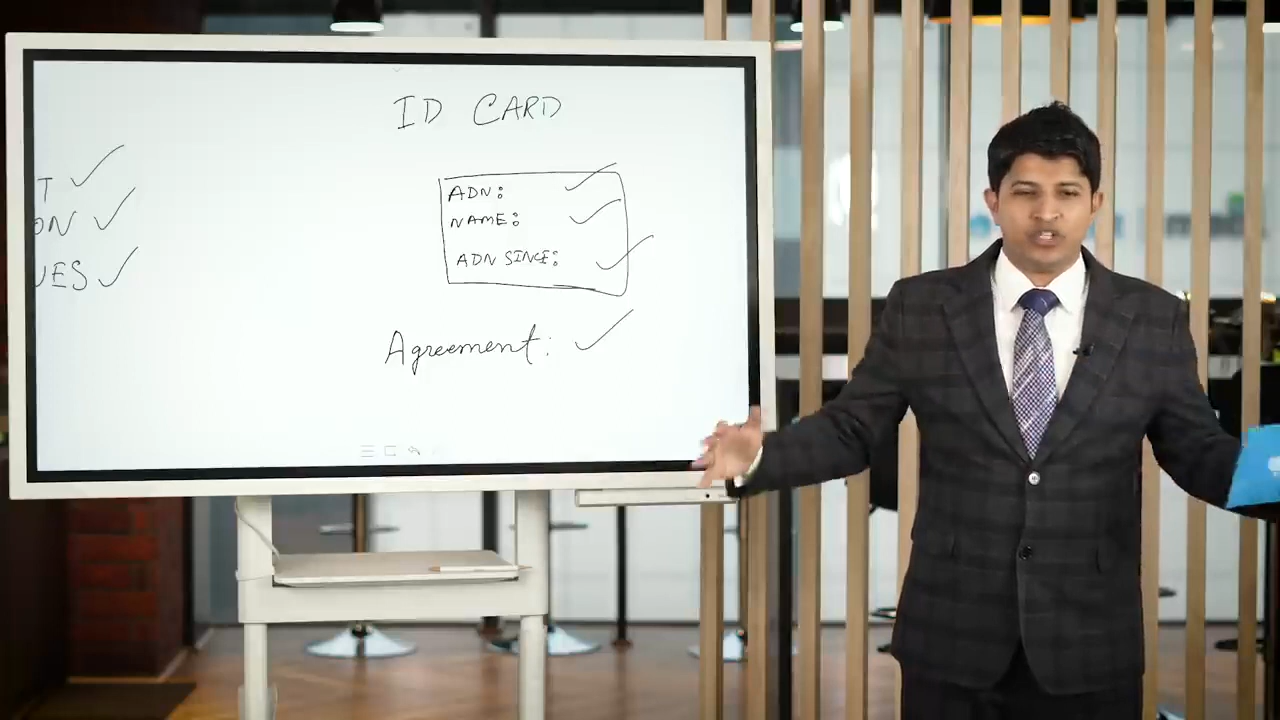 ID CARD
T
ON
UES
ADN:
NAME:
ADN SINCE:
Agreement: